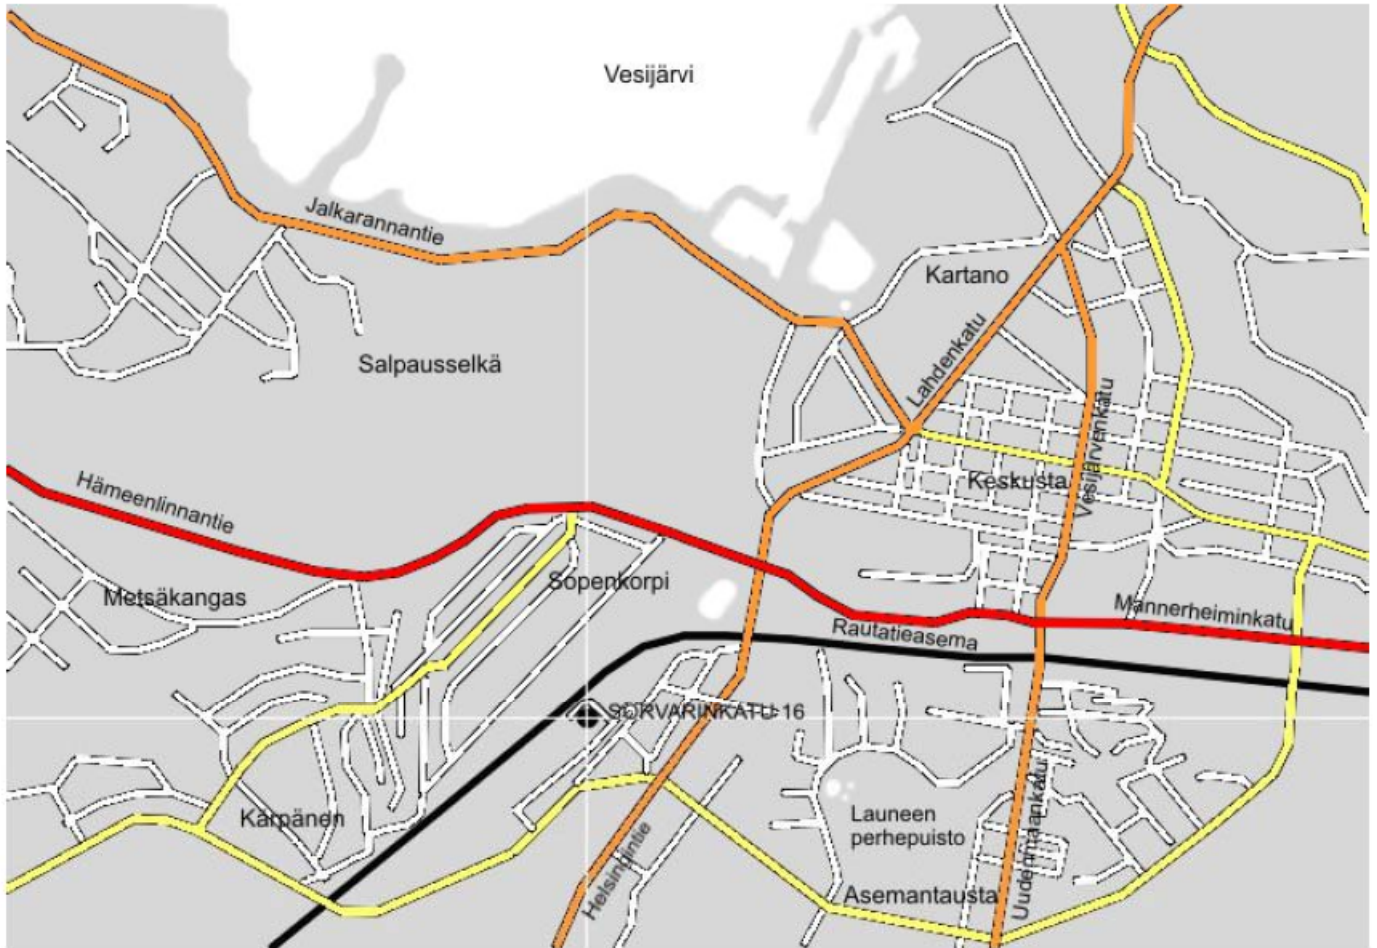 Vesijärvi
Jalkarannantie
Kartano
Lahdenkatu
Salpausselkä
Vesijärvenkatu
Keskusta
Hämeenlinnantie
Sopenkorpi
Metsäkangas
Mannerheiminkatu
Rautatieasema
SORVARINKATU 16
Kärpänen
Launeen
perhepuisto
Helsingintie
Uudenmaankatu
Asemantausta